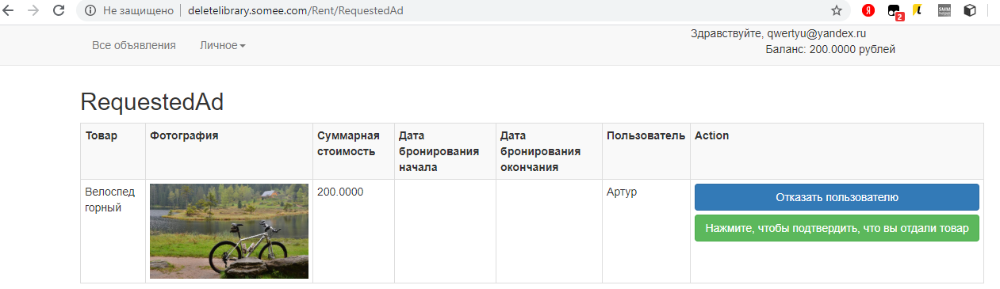 Не защищено deletelibrary.somee.com/Rent/RequestedAd
2
Здравствуйте, qwertyu@yandex.ru
Все объявления Личное
Баланс: 200.0000 рублей
RequestedAd
Товар Фотография Суммарная стоимость Дата бронирования начала Дата бронирования окончания Пользователь Action
Велоспед горный 200.0000 Артур
Отказать пользователю
Нажмите, чтобы подтвердить, что вы отдали товар